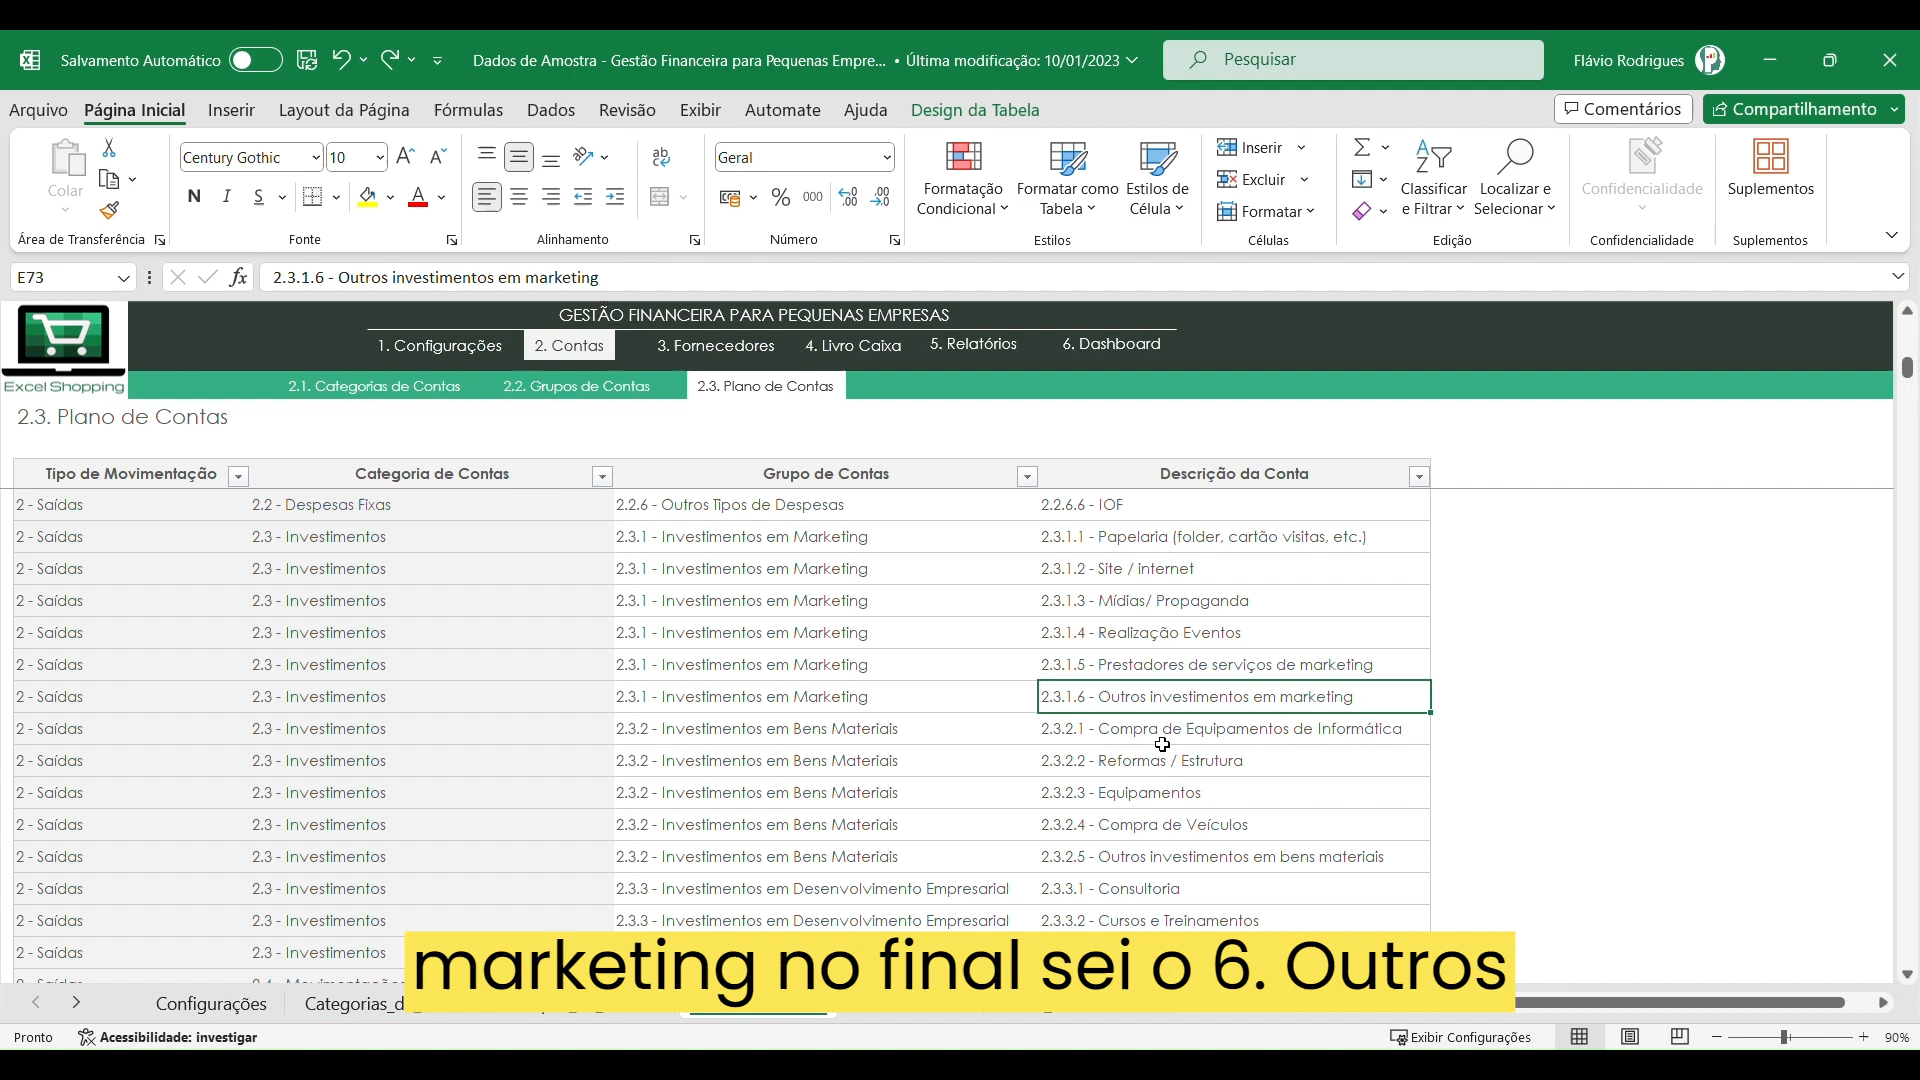 Salvamento Automático
Dados de Amostra - Gestão Financeira para Pequenas Empre... • Última modificação: 10/01/2023
Pesquisar
Flávio Rodrigues
Arquivo Página Inicial Inserir Layout da Página Fórmulas Dados Revisão Exibir Automate Ajuda Design da Tabela
Comentários
Compartilhamento
Colar
Área de Transferência
Century Gothic 10
N I S
Fonte
Alinhamento
Geral
% 000
Número
Formatação Condicional
Formatar como Tabela
Estilos de Célula
Estilos
Inserir
Excluir
Formatar
Células
Classificar e Filtrar
Localizar e Selecionar
Edição
Confidencialidade
Confidencialidade
Suplementos
Suplementos
E73
fx
2.3.1.6 - Outros investimentos em marketing
Excel Shopping
GESTÃO FINANCEIRA PARA PEQUENAS EMPRESAS
1. Configurações 2. Contas 3. Fornecedores 4. Livro Caixa 5. Relatórios 6. Dashboard
2.1. Categorias de Contas 2.2. Grupos de Contas 2.3. Plano de Contas
2.3. Plano de Contas
Tipo de Movimentação Categoria de Contas Grupo de Contas Descrição da Conta
2 - Saídas 2.2 - Despesas Fixas 2.2.6 - Outros Tipos de Despesas 2.2.6.6 - IOF
2 - Saídas 2.3 - Investimentos 2.3.1 - Investimentos em Marketing 2.3.1.1 - Papelaria (folder, cartão visitas, etc.)
2 - Saídas 2.3 - Investimentos 2.3.1 - Investimentos em Marketing 2.3.1.2 - Site / internet
2 - Saídas 2.3 - Investimentos 2.3.1 - Investimentos em Marketing 2.3.1.3 - Mídias/ Propaganda
2 - Saídas 2.3 - Investimentos 2.3.1 - Investimentos em Marketing 2.3.1.4 - Realização Eventos
2 - Saídas 2.3 - Investimentos 2.3.1 - Investimentos em Marketing 2.3.1.5 - Prestadores de serviços de marketing
2 - Saídas 2.3 - Investimentos 2.3.1 - Investimentos em Marketing 2.3.1.6 - Outros investimentos em marketing
2 - Saídas 2.3 - Investimentos 2.3.2 - Investimentos em Bens Materiais 2.3.2.1 - Compra de Equipamentos de Informática
2 - Saídas 2.3 - Investimentos 2.3.2 - Investimentos em Bens Materiais 2.3.2.2 - Reformas / Estrutura
2 - Saídas 2.3 - Investimentos 2.3.2 - Investimentos em Bens Materiais 2.3.2.3 - Equipamentos
2 - Saídas 2.3 - Investimentos 2.3.2 - Investimentos em Bens Materiais 2.3.2.4 - Compra de Veículos
2 - Saídas 2.3 - Investimentos 2.3.2 - Investimentos em Bens Materiais 2.3.2.5 - Outros investimentos em bens materiais
2 - Saídas 2.3 - Investimentos 2.3.3 - Investimentos em Desenvolvimento Empresarial 2.3.3.1 - Consultoria
2 - Saídas 2.3 - Investimentos 2.3.3 - Investimentos em Desenvolvimento Empresarial 2.3.3.2 - Cursos e Treinamentos
2 - Saídas 2.3 - Investimentos
marketing no final sei o 6. Outros
Configurações Categorias_d
Pronto Acessibilidade: investigar Exibir Configurações 90%